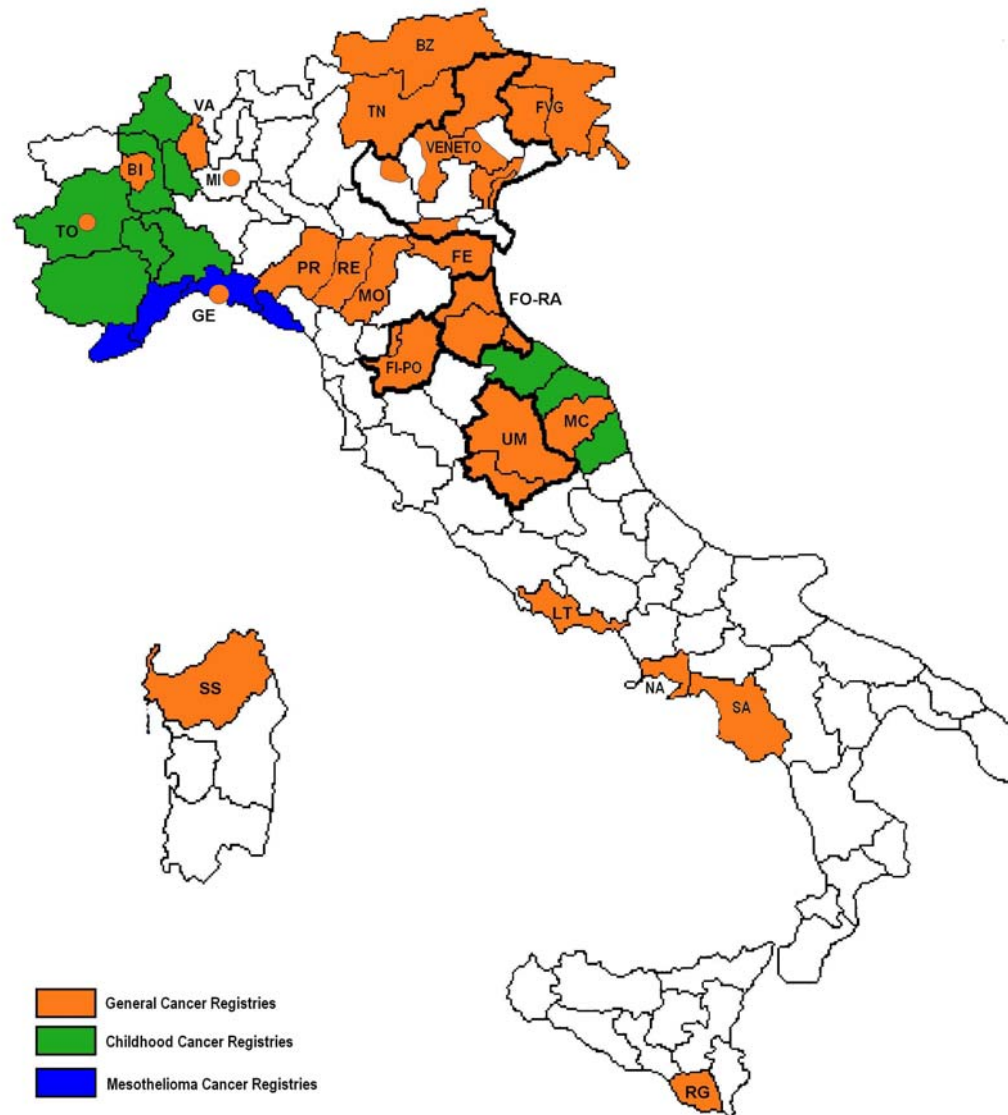 BZ
VA
TN
FVG
VENETO
BI
MI
TO
PR
RE
FE
MO
FO-RA
GE
FI-PO
MC
UM
LT
SS
NA
SA
General Cancer Registries
Childhood Cancer Registries
Mesothelioma Cancer Registries
RG